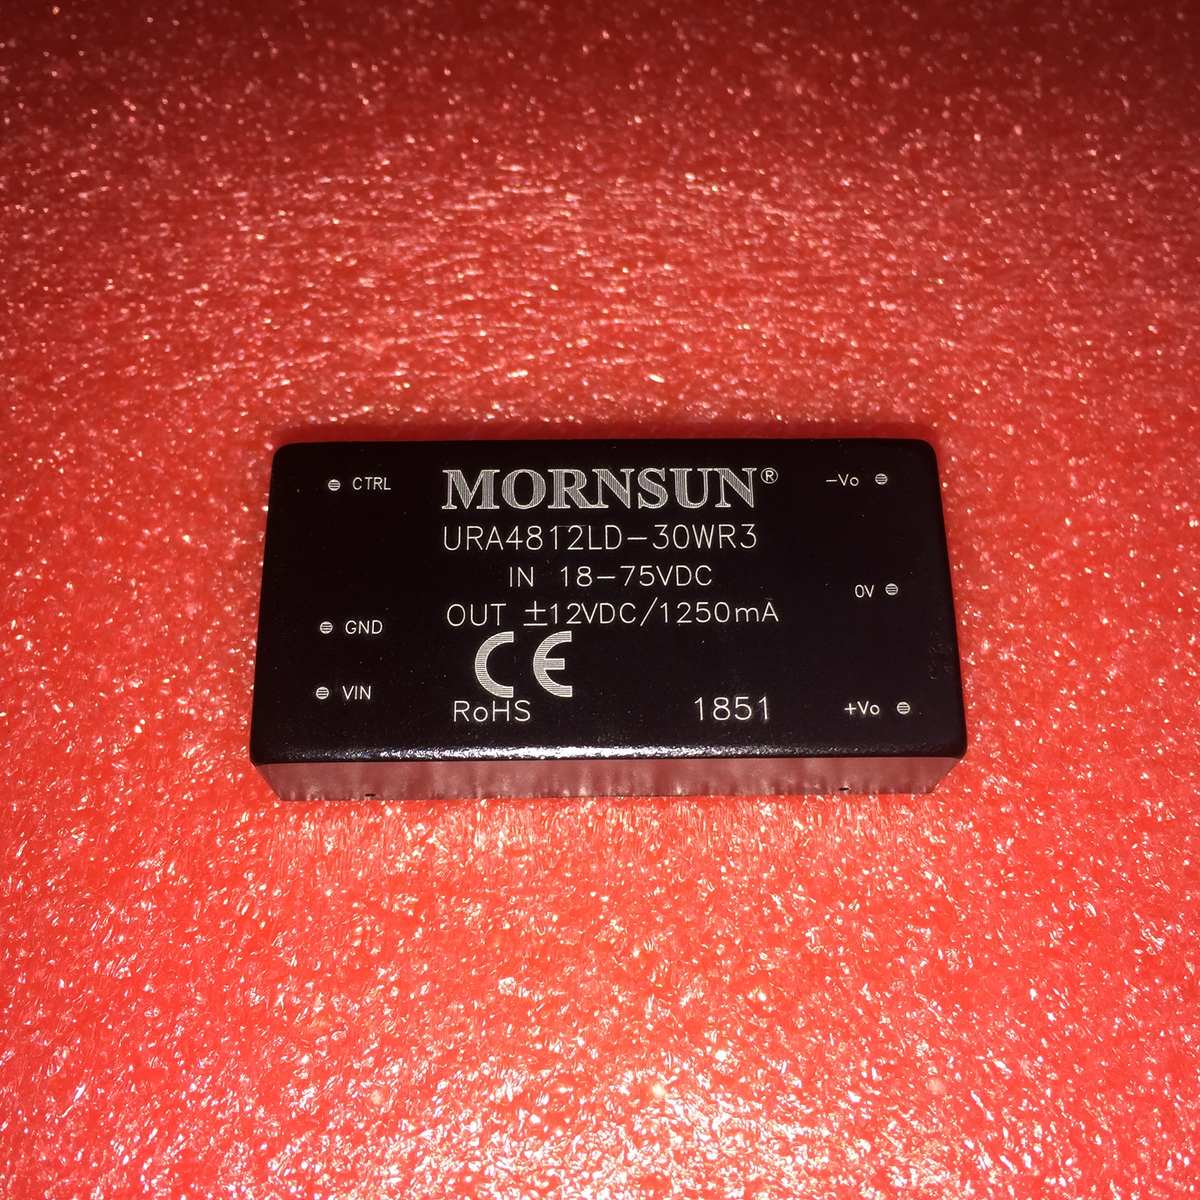 CTRL
MORNSUN®
-Vo
URA4812LD-30WR3
IN 18-75VDC
0V
OUT ±12VDC/1250mA
GND
CE
VIN
RoHS
1851
+Vo